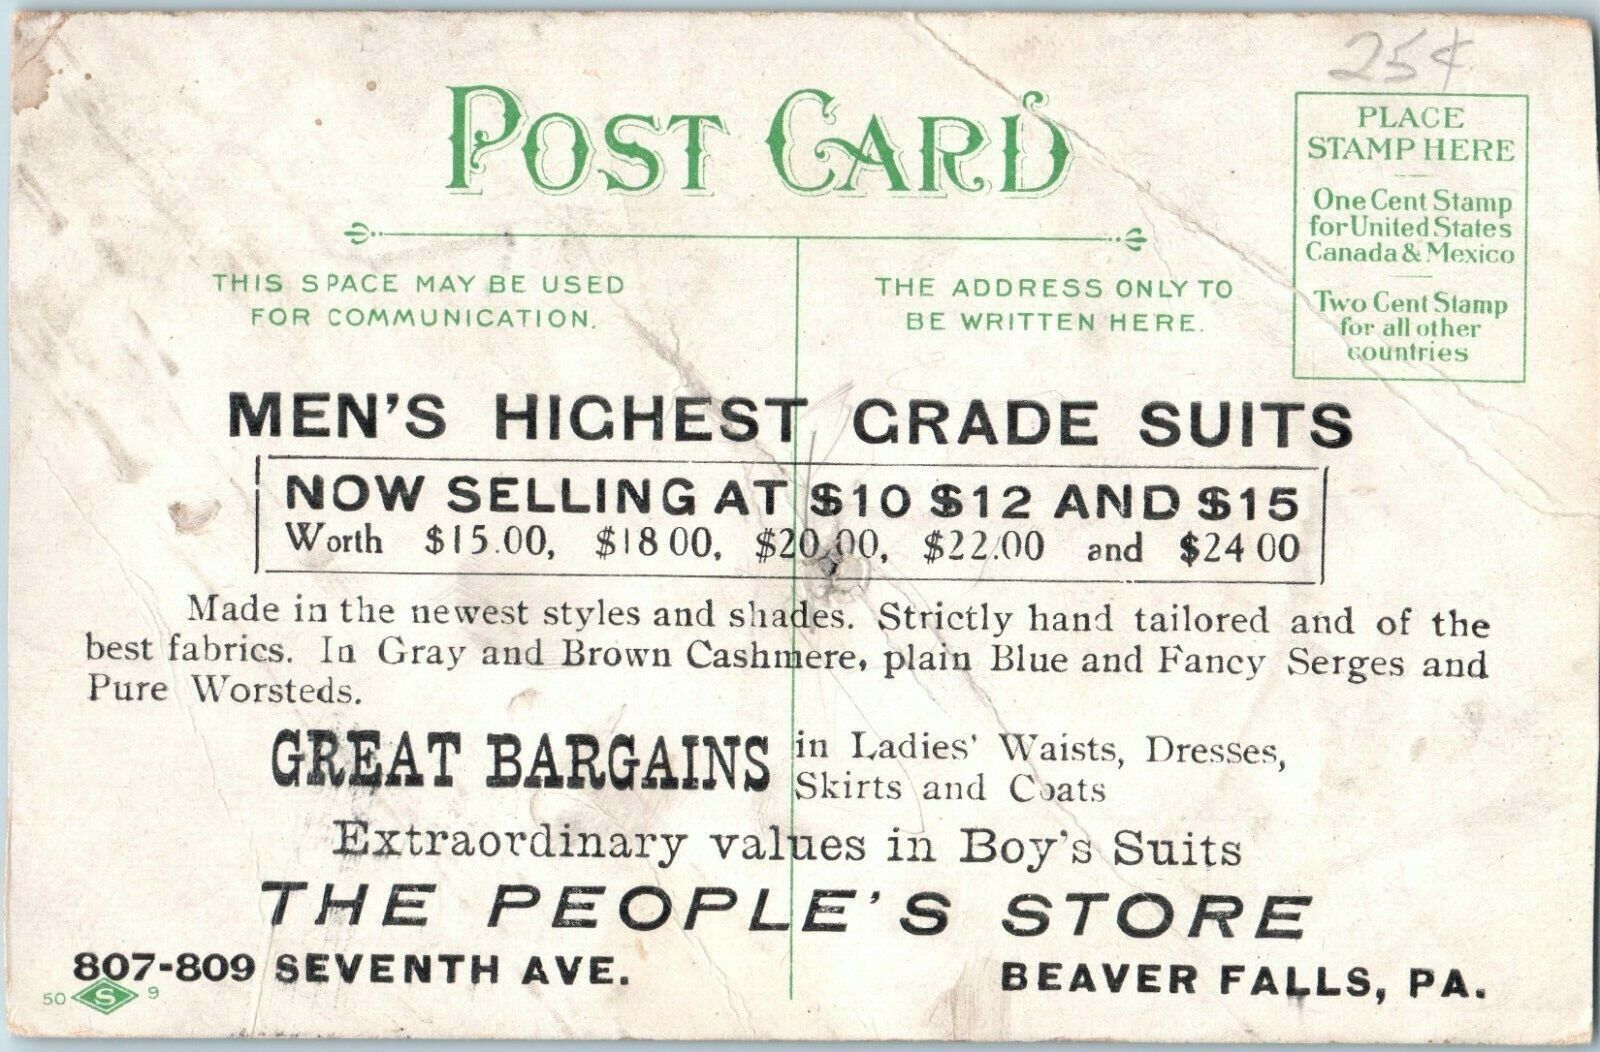 25¢
POST CARD
PLACE
STAMP HERE
One Cent Stamp
for United States
Canada & Mexico
Two Cent Stamp
for all other
countries
THIS SPACE MAY BE USED
FOR COMMUNICATION.
THE ADDRESS ONLY TO
BE WRITTEN HERE.
MEN'S HIGHEST GRADE SUITS
NOW SELLING AT $10 $12 AND $15
Worth $15.00, $18 00, $20.00, $22.00 and $24 00
Made in the newest styles and shades. Strictly hand tailored and of the
best fabrics. In Gray and Brown Cashmere, plain Blue and Fancy Serges and
Pure Worsteds.
GREAT BARGAINS in Ladies' Waists, Dresses,
Skirts and Coats
Extraordinary values in Boy's Suits
THE PEOPLE'S STORE
807-809 SEVENTH AVE. BEAVER FALLS, PA.
50 S 9